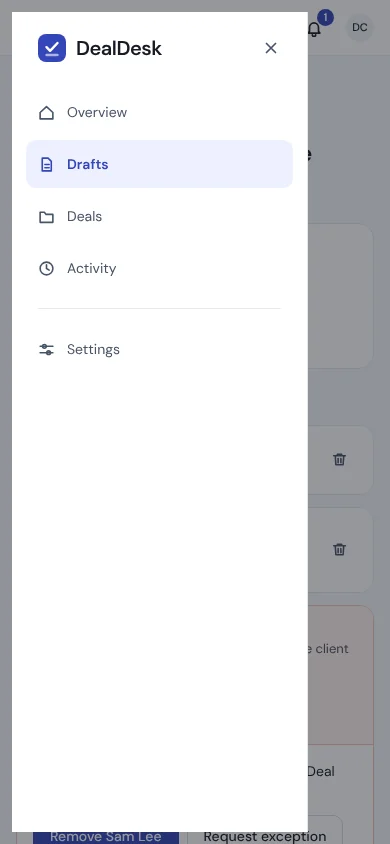 DealDesk
1
DC
Overview
Drafts
Deals
Activity
Settings
client
Deal
Remove Sam Lee
Request exception